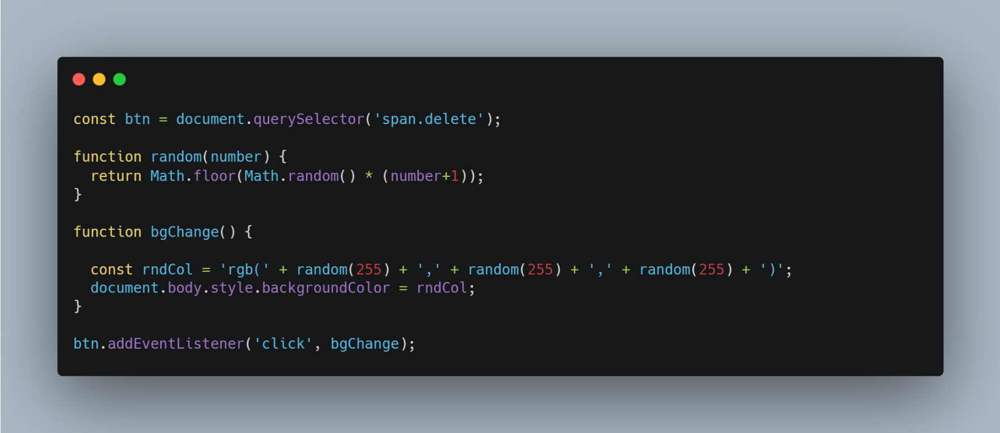 const btn = document.querySelector('span.delete');
function random(number) {
  return Math.floor(Math.random() * (number+1));
}
function bgChange() {
  const rndCol = 'rgb(' + random(255) + ',' + random(255) + ',' + random(255) + ')';
  document.body.style.backgroundColor = rndCol;
}
btn.addEventListener('click', bgChange);